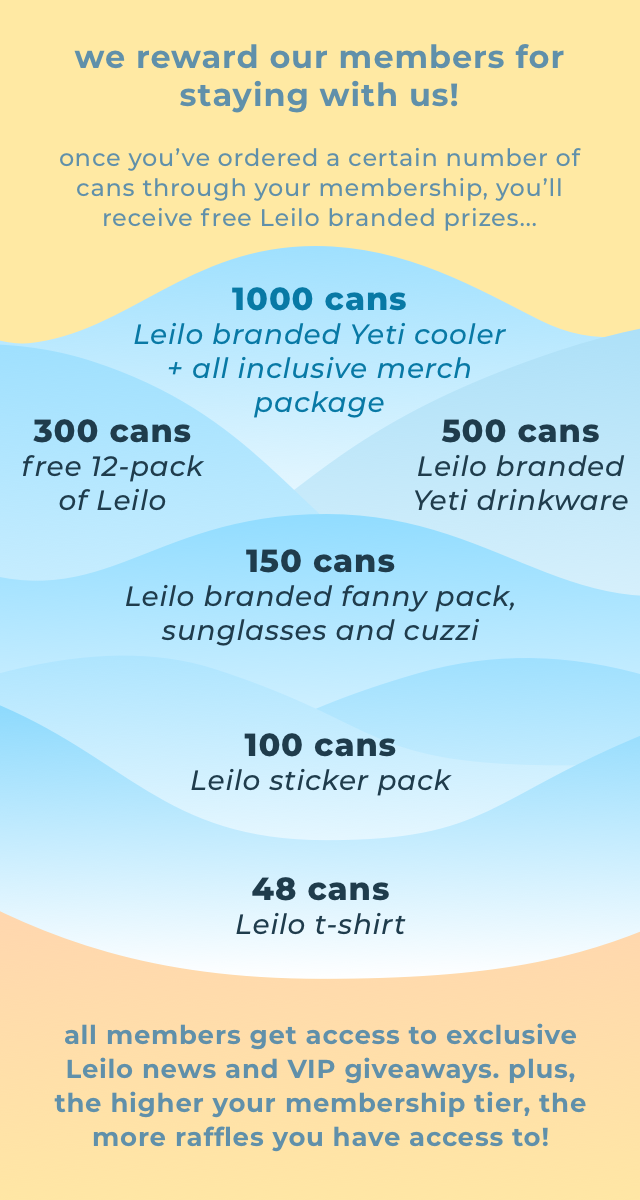 we reward our members for
staying with us!
once you've ordered a certain number of
cans through your membership, you'll
receive free Leilo branded prizes...
1000 cans
Leilo branded Yeti cooler
+ all inclusive merch
package
300 cans
free 12-pack
of Leilo
500 cans
Leilo branded
Yeti drinkware
150 cans
Leilo branded fanny pack,
sunglasses and cuzzi
100 cans
Leilo sticker pack
48 cans
Leilo t-shirt
all members get access to exclusive
Leilo news and VIP giveaways. plus,
the higher your membership tier, the
more raffles you have access to!